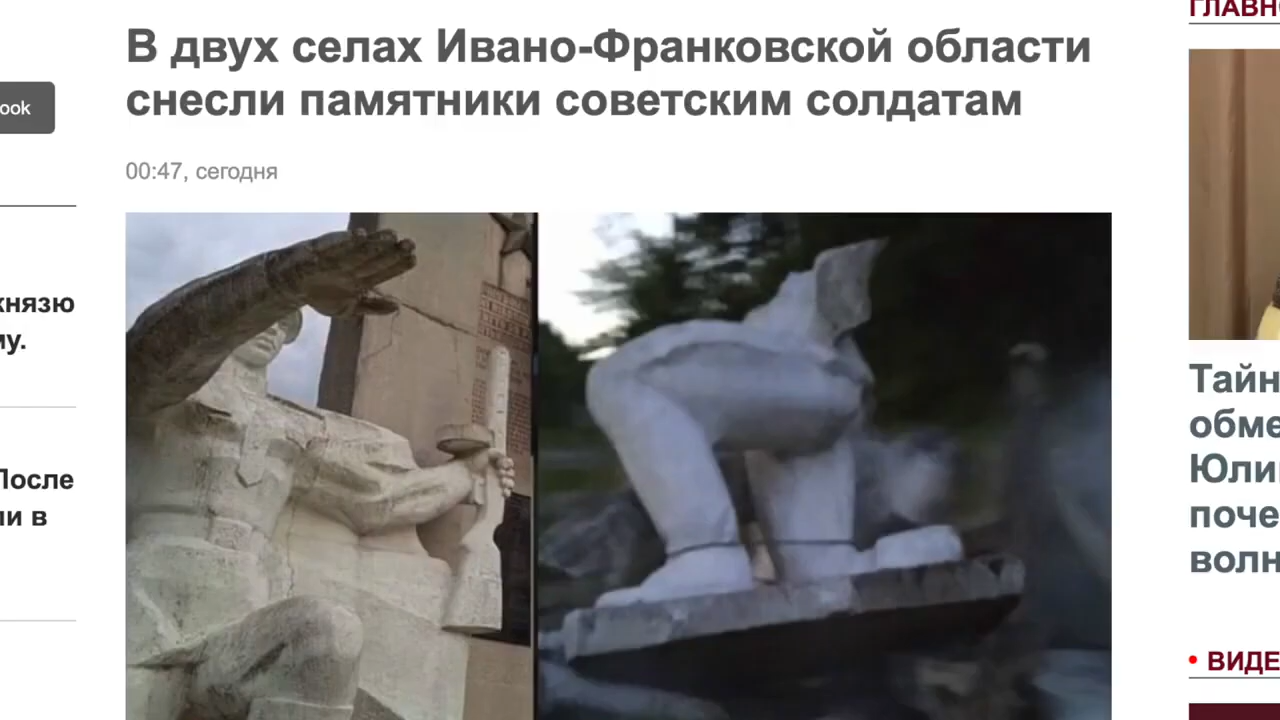 В двух селах Ивано-Франковской области
снесли памятники советским солдатам
00:47, сегодня
ook
князю
му.
После
ли в
ГЛАВНО
Тайн
обме
Юли
поче
волн
• ВИДЕ